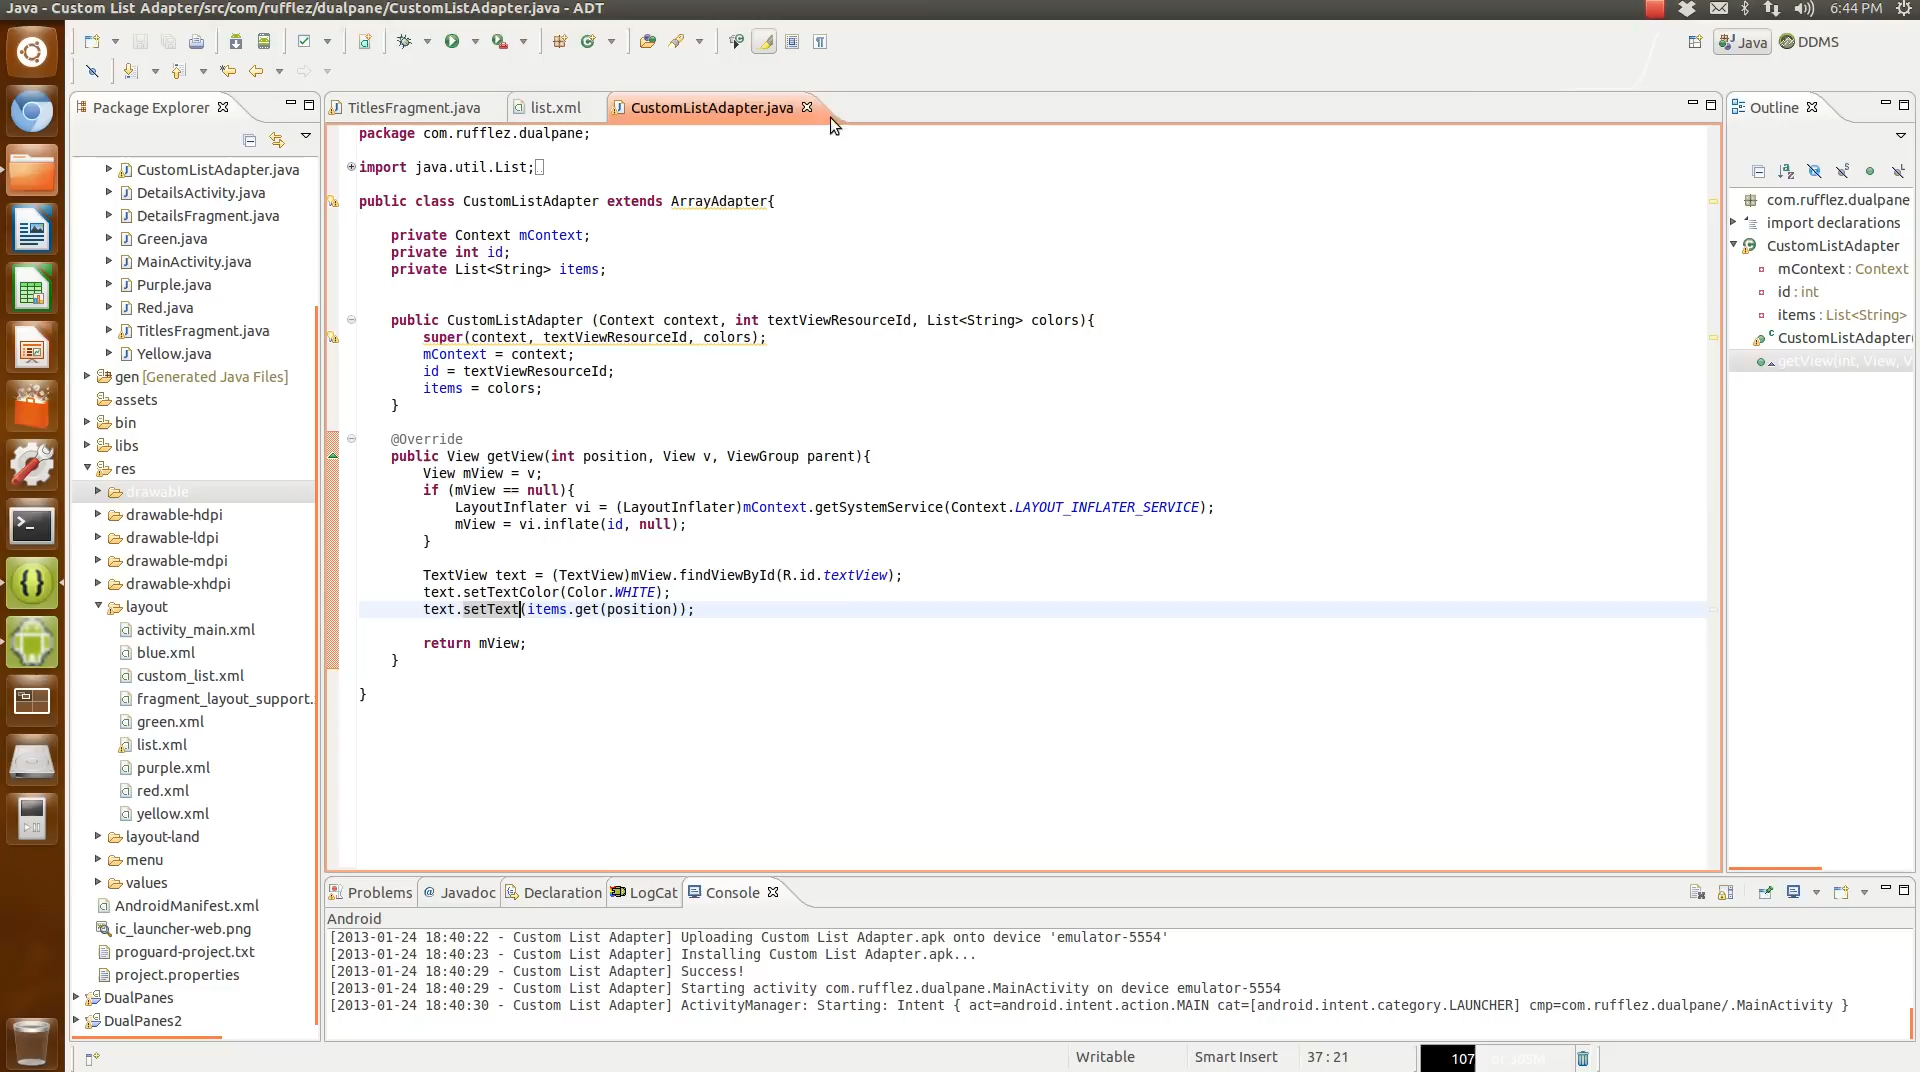 Java - Custom List Adapter/src/com/rufflez/dualpane/CustomListAdapter.java - ADT
6:44 PM
Java
DDMS
Package Explorer
CustomListAdapter.java
DetailsActivity.java
DetailsFragment.java
Green.java
MainActivity.java
Purple.java
Red.java
TitlesFragment.java
Yellow.java
gen [Generated Java Files]
assets
bin
libs
res
drawable
drawable-hdpi
drawable-ldpi
drawable-mdpi
drawable-xhdpi
layout
activity_main.xml
blue.xml
custom_list.xml
fragment_layout_support.
green.xml
list.xml
purple.xml
red.xml
yellow.xml
layout-land
menu
values
AndroidManifest.xml
ic_launcher-web.png
proguard-project.txt
project.properties
DualPanes
DualPanes2
TitlesFragment.java
list.xml
CustomListAdapter.java
package com.rufflez.dualpane;
import java.util.List;
public class CustomListAdapter extends ArrayAdapter{
private Context mContext;
private int id;
private List<String> items;
public CustomListAdapter (Context context, int textViewResourceId, List<String> colors){
super(context, textViewResourceId, colors);
mContext = context;
id = textViewResourceId;
items = colors;
}
@Override
public View getView(int position, View v, ViewGroup parent){
View mView = v;
if (mView == null){
LayoutInflater vi = (LayoutInflater)mContext.getSystemService(Context.LAYOUT_INFLATER_SERVICE);
mView = vi.inflate(id, null);
}
TextView text = (TextView)mView.findViewById(R.id.textView);
text.setTextColor(Color.WHITE);
text.setText(items.get(position));
return mView;
}
}
Outline
com.rufflez.dualpane
import declarations
CustomListAdapter
mContext : Context
id : int
items : List<String>
CustomListAdapter(
getView(int, View, V
Problems
@ Javadoc
Declaration
LogCat
Console
Android
[2013-01-24 18:40:22 - Custom List Adapter] Uploading Custom List Adapter.apk onto device 'emulator-5554'
[2013-01-24 18:40:23 - Custom List Adapter] Installing Custom List Adapter.apk...
[2013-01-24 18:40:29 - Custom List Adapter] Success!
[2013-01-24 18:40:29 - Custom List Adapter] Starting activity com.rufflez.dualpane.MainActivity on device emulator-5554
[2013-01-24 18:40:30 - Custom List Adapter] ActivityManager: Starting: Intent { act=android.intent.action.MAIN cat=[android.intent.category.LAUNCHER] cmp=com.rufflez.dualpane/.MainActivity }
Writable
Smart Insert
37 : 21
107